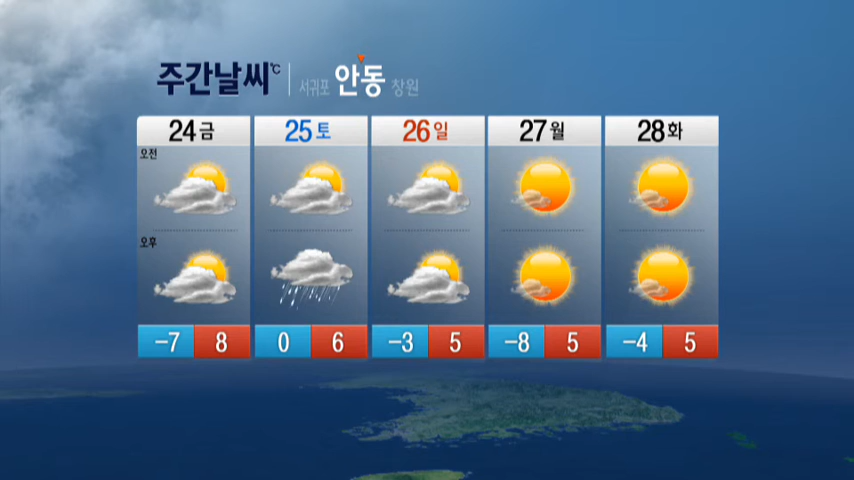 주간날씨 ℃ 서귀포 안동 창원
24 금 25 토 26 일 27 월 28 화
오전
오후
-7 8 0 6 -3 5 -8 5 -4 5